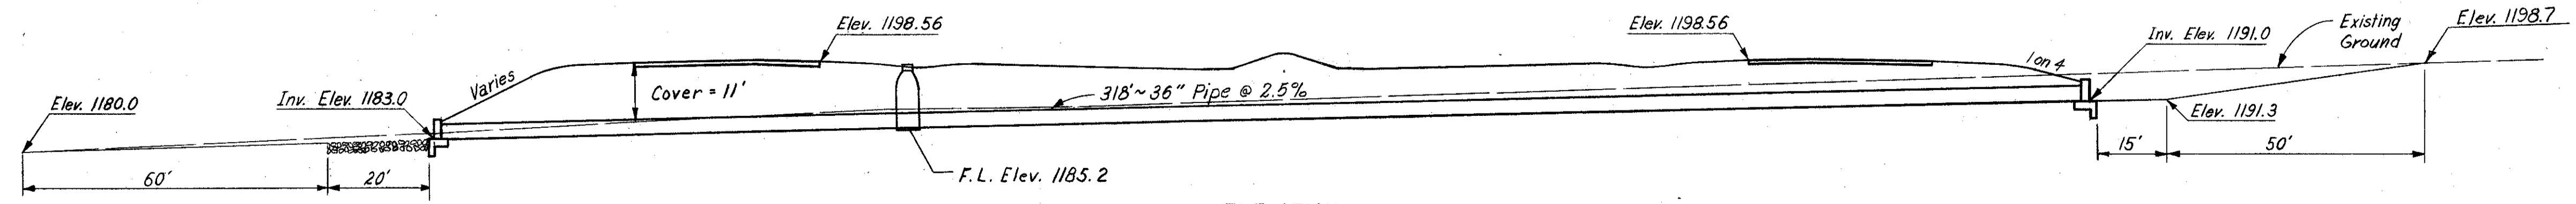 Elev. 1198.56
Elev. 1198.56
Existing
Ground
Elev. 1198.7
Inv. Elev. 1191.0
1 on 4
Varies
Elev. 1180.0
Inv. Elev. 1183.0
Cover = 11'
318' ~ 36" Pipe @ 2.5%
Elev. 1191.3
15'
50'
60'
20'
F.L. Elev. 1185.2